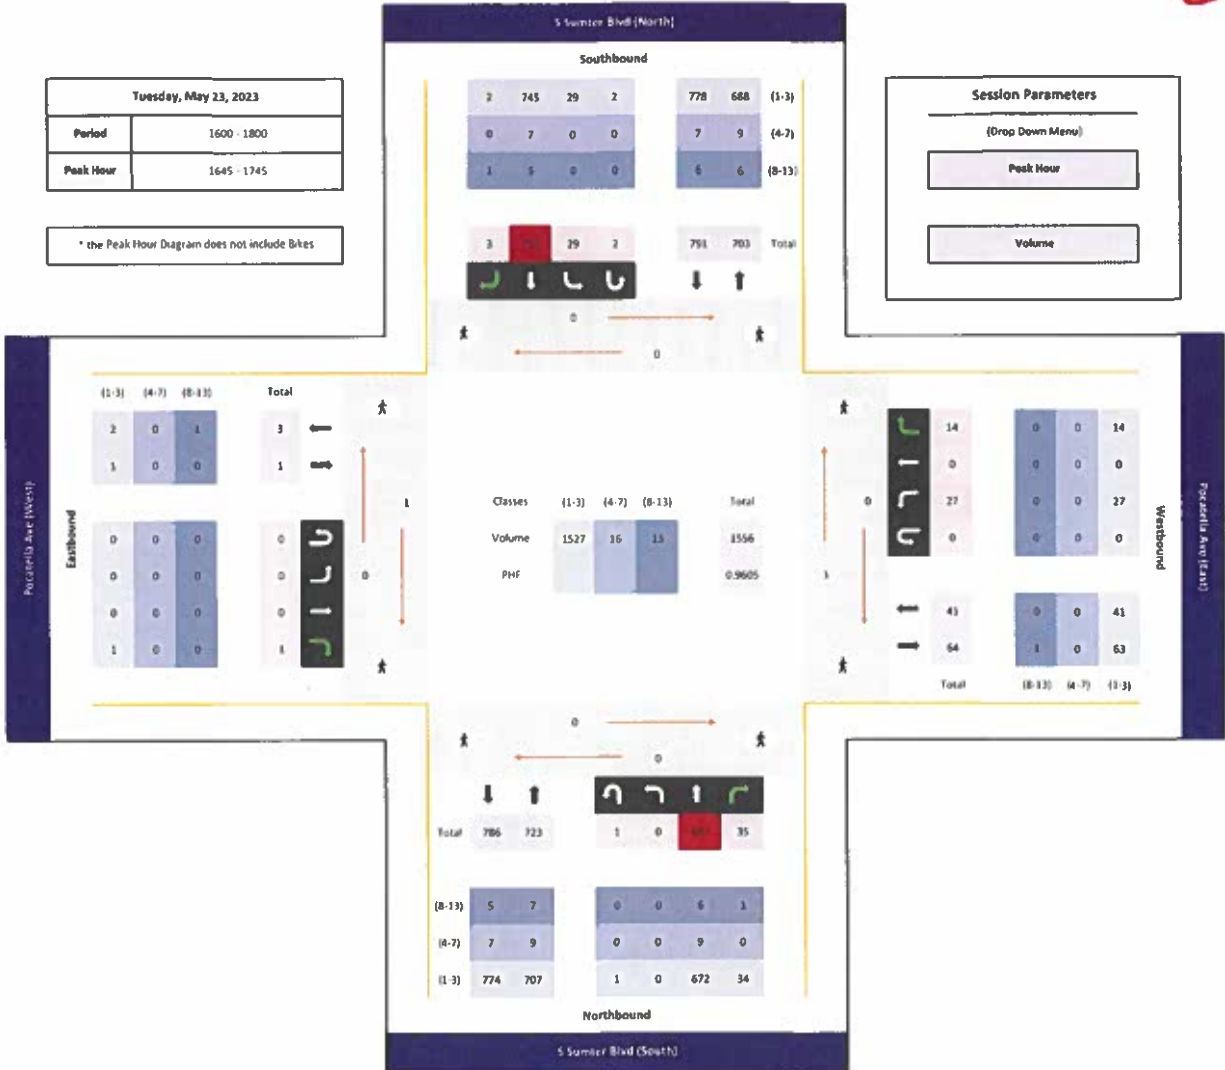 S Sumter Blvd (North)
Southbound
Tuesday, May 23, 2023
Period 1600 - 1800
Peak Hour 1645 - 1745
* the Peak Hour Diagram does not include Bikes
2 745 29 2 778 688 (1-3)
0 7 0 0 7 9 (4-7)
1 5 0 0 6 6 (8-13)
3 29 2 791 703 Total
0
0
Session Parameters
(Drop Down Menu)
Peak Hour
Volume
Pocatella Ave (West)
Eastbound
(1-3) (4-7) (8-13) Total
2 0 1 3
1 0 0 1
0 0 0 0
0 0 0 0
0 0 0 0
1 0 0 1
1
0
Classes (1-3) (4-7) (8-13) Total
Volume 1527 16 13 1556
PHF 0.9605
0
1
14 0 0 14
0 0 0 0
27 0 0 27
0 0 0 0
41 0 0 41
64 1 0 63
Total (8-13) (4-7) (1-3)
Westbound
Pocatella Ave (East)
0
0
Total 786 723 1 0 35
(8-13) 5 7 0 0 6 1
(4-7) 7 9 0 0 9 0
(1-3) 774 707 1 0 672 34
Northbound
S Sumter Blvd (South)